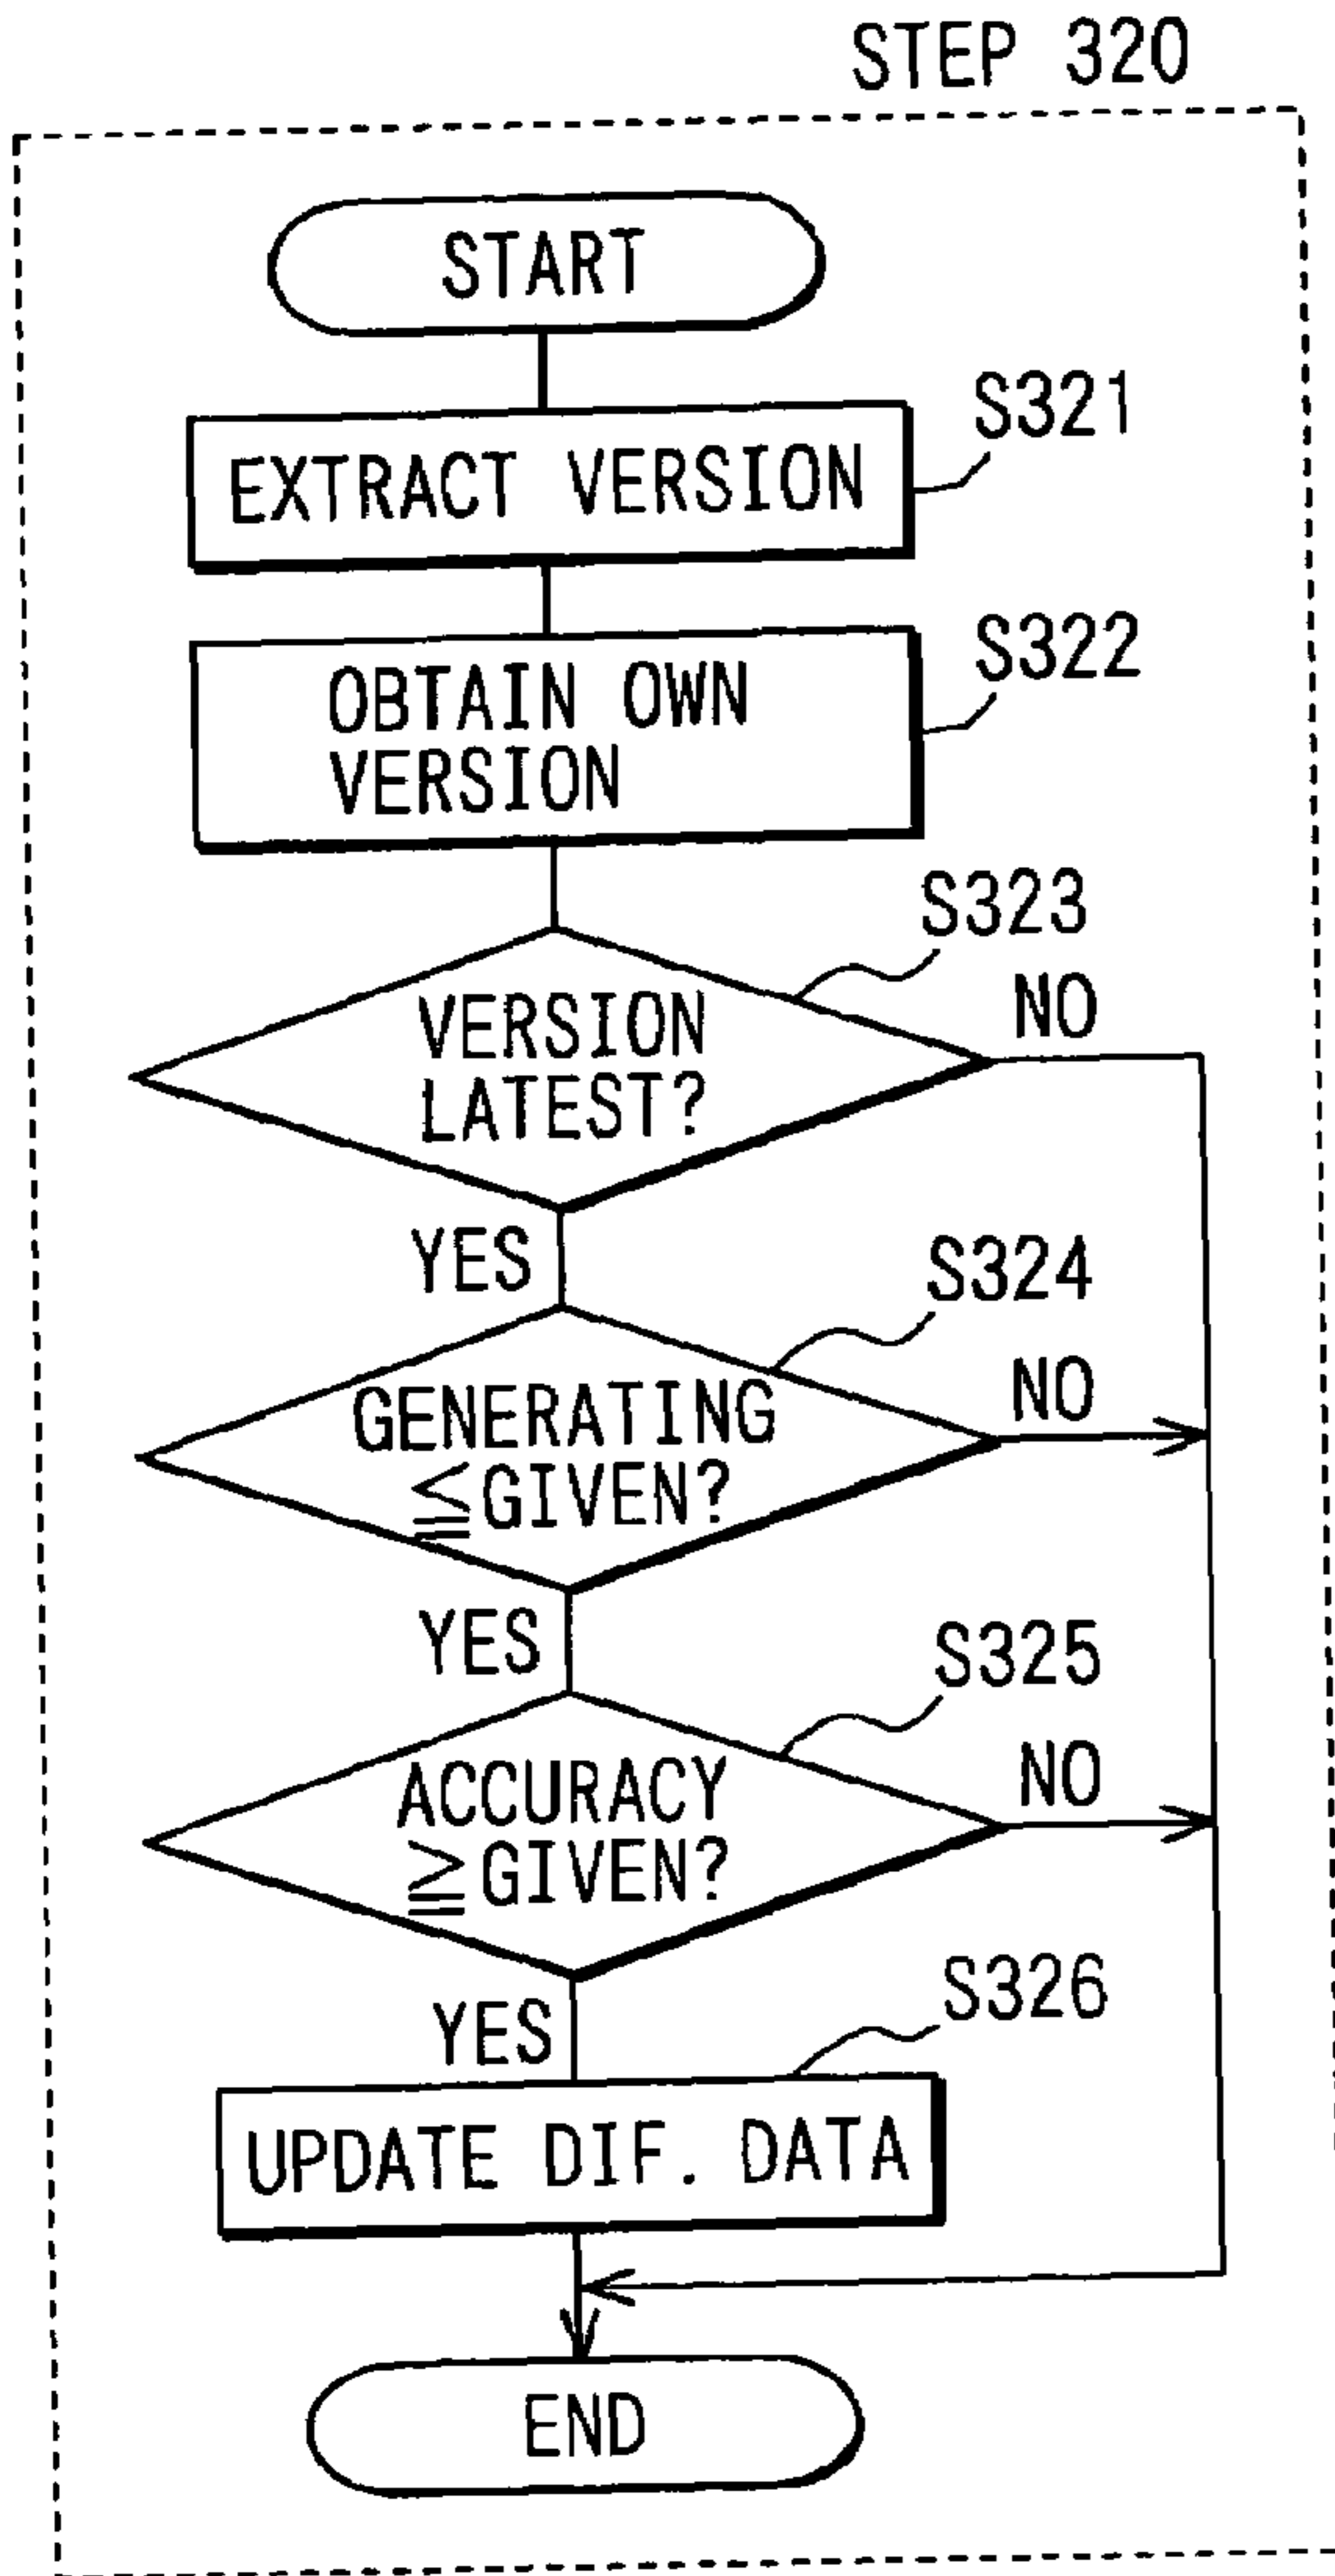 STEP 320
START
S321
EXTRACT VERSION
S322
OBTAIN OWN
VERSION
S323
NO
VERSION
LATEST?
YES
S324
NO
GENERATING
≦GIVEN?
YES
S325
NO
ACCURACY
≧GIVEN?
YES
S326
UPDATE DIF. DATA
END